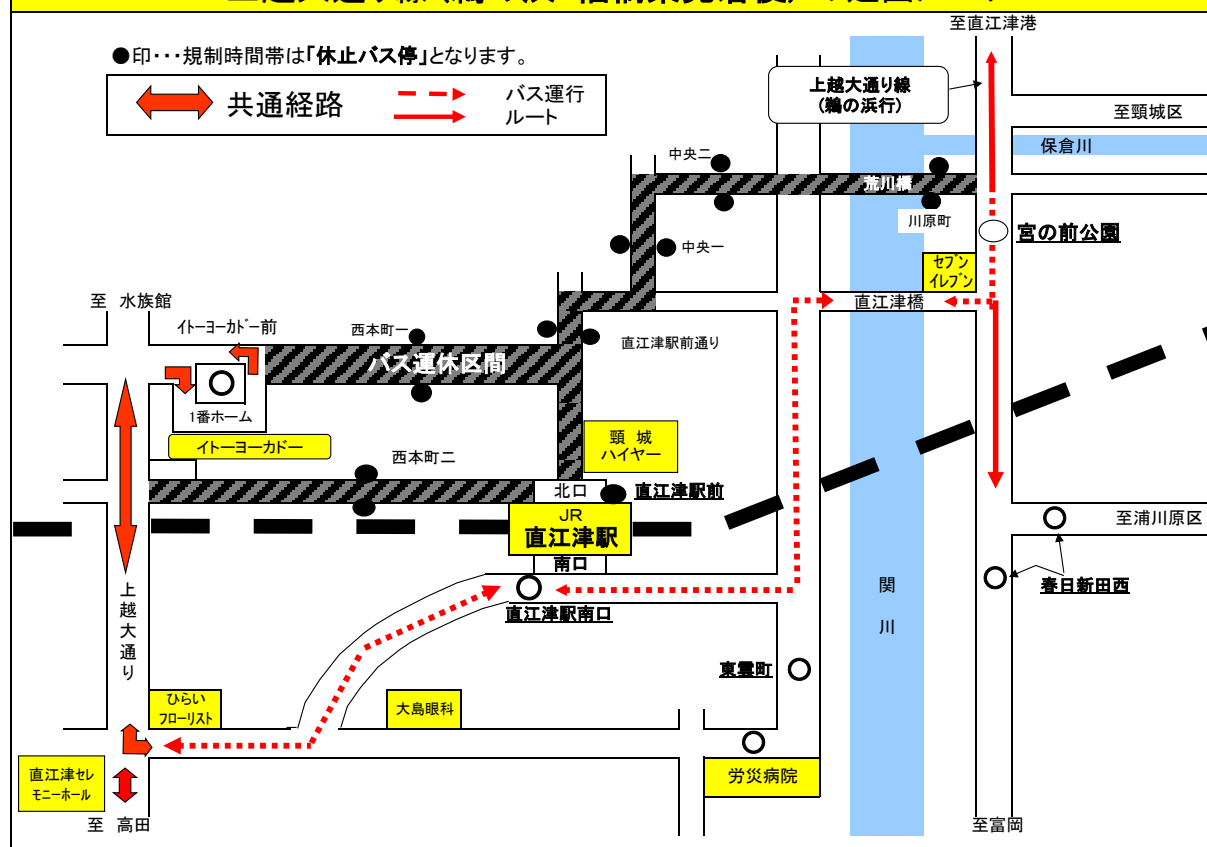 至直江津港
●印・・・規制時間帯は「休止バス停」となります。
共通経路
バス運行
ルート
上越大通り線
(鵜の浜行)
至頸城区
保倉川
中央二
荒川橋
川原町
宮の前公園
中央一
セブン
イレブン
直江津橋
至 水族館
イトーヨーカドー前
西本町一
直江津駅前通り
バス運休区間
1番ホーム
イトーヨーカドー
頸 城
ハイヤー
西本町二
北口
直江津駅前
JR
直江津駅
南口
至浦川原区
春日新田西
直江津駅南口
関
川
上越大通り
東雲町
ひらい
フローリスト
大島眼科
直江津セレ
モニーホール
労災病院
至 高田
至富岡